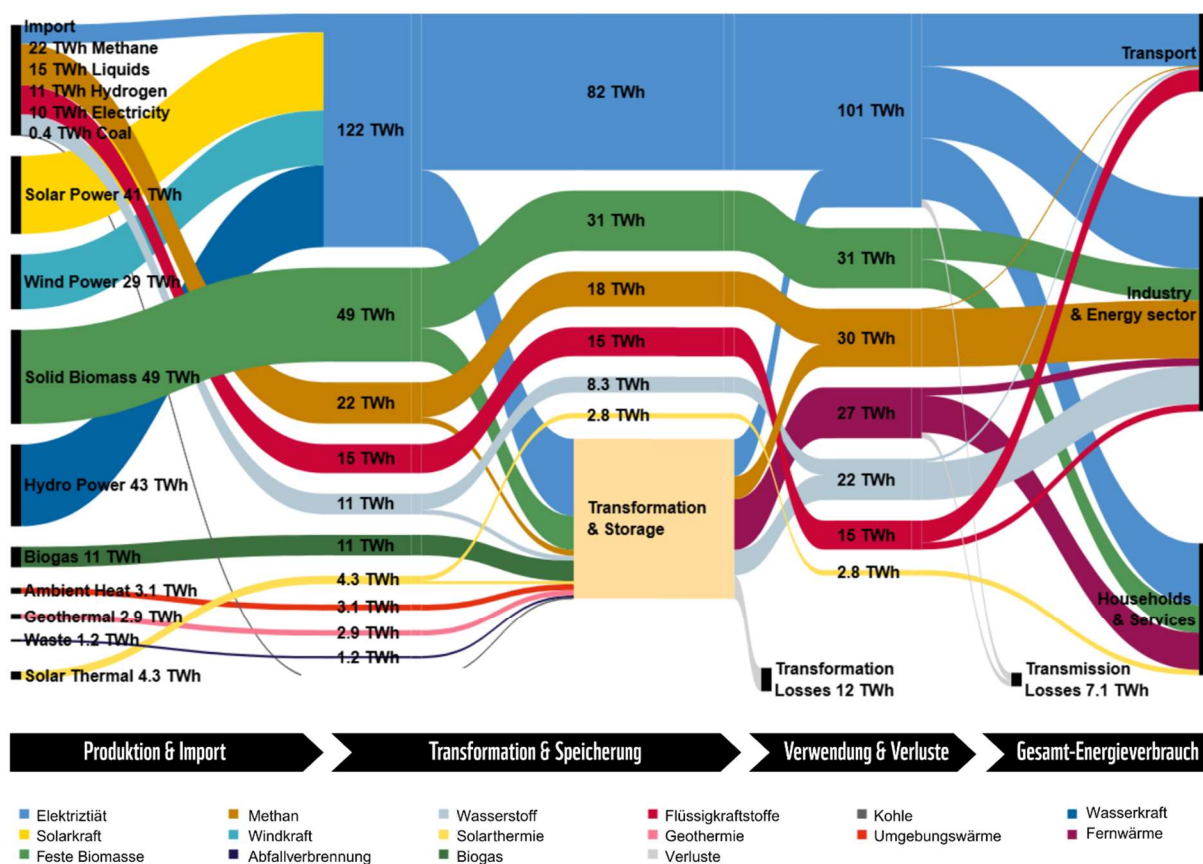 Import
22 TWh Methane
15 TWh Liquids
11 TWh Hydrogen
10 TWh Electricity
0.4 TWh Coal
Solar Power 41 TWh
Wind Power 29 TWh
Solid Biomass 49 TWh
Hydro Power 43 TWh
Biogas 11 TWh
Ambient Heat 3.1 TWh
Geothermal 2.9 TWh
Waste 1.2 TWh
Solar Thermal 4.3 TWh
122 TWh
49 TWh
22 TWh
15 TWh
11 TWh
11 TWh
4.3 TWh
3.1 TWh
2.9 TWh
1.2 TWh
82 TWh
31 TWh
18 TWh
15 TWh
8.3 TWh
2.8 TWh
Transformation
& Storage
Transformation
Losses 12 TWh
101 TWh
31 TWh
30 TWh
27 TWh
22 TWh
15 TWh
2.8 TWh
Transmission
Losses 7.1 TWh
Transport
Industry
& Energy sector
Households
& Services
Produktion & Import
Transformation & Speicherung
Verwendung & Verluste
Gesamt-Energieverbrauch
Elektriztiät
Methan
Wasserstoff
Flüssigkraftstoffe
Kohle
Wasserkraft
Solarkraft
Windkraft
Solarthermie
Geothermie
Umgebungswärme
Fernwärme
Feste Biomasse
Abfallverbrennung
Biogas
Verluste